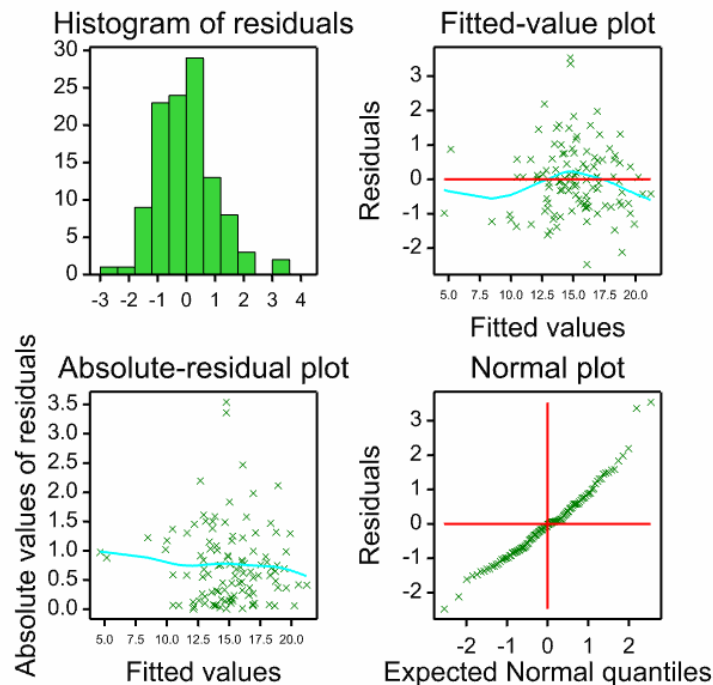 Histogram of residuals
30
25
20
15
10
5
0
-3 -2 -1 0 1 2 3 4
Fitted-value plot
Residuals
3
2
1
0
-1
-2
5.0 7.5 10.0 12.5 15.0 17.5 20.0
Fitted values
Absolute-residual plot
Absolute values of residuals
3.5
3.0
2.5
2.0
1.5
1.0
0.5
0.0
5.0 7.5 10.0 12.5 15.0 17.5 20.0
Fitted values
Normal plot
Residuals
3
2
1
0
-1
-2
-2 -1 0 1 2
Expected Normal quantiles